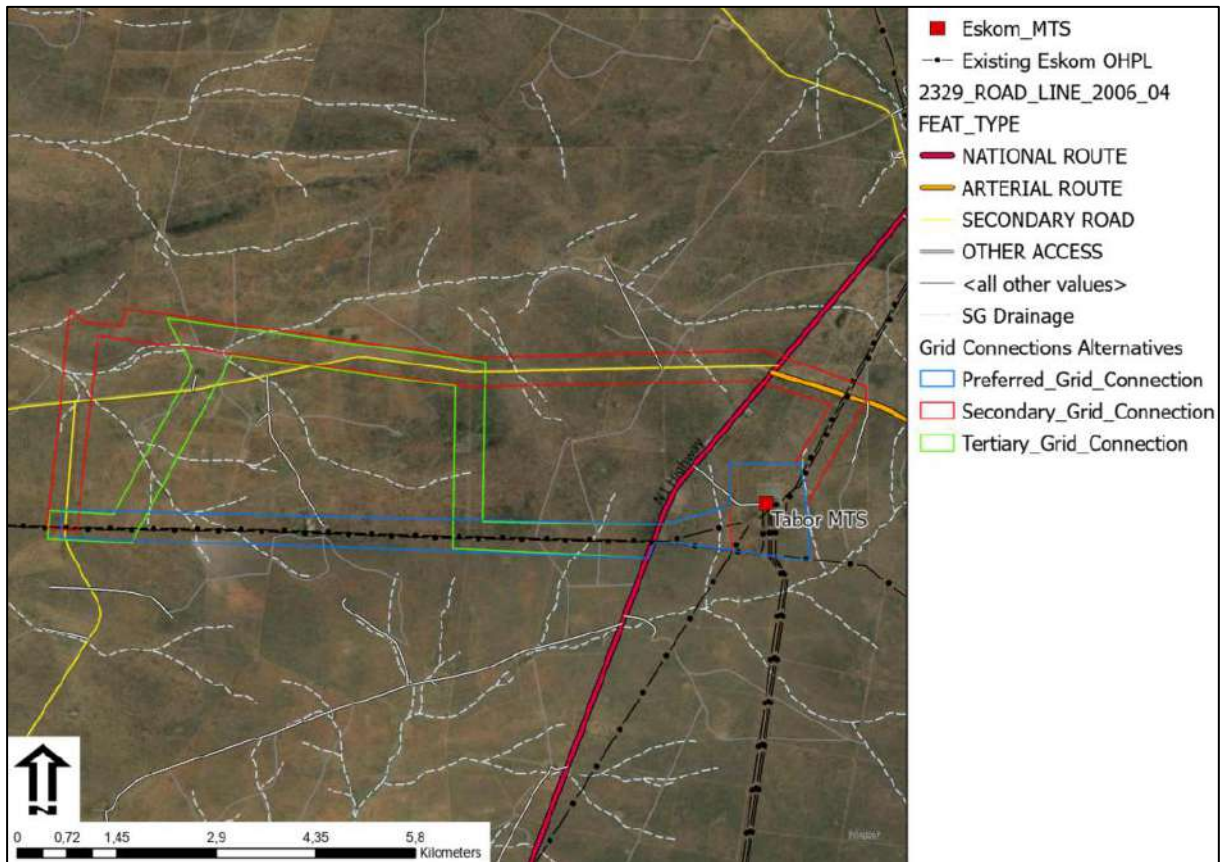 Eskom_MTS
Existing Eskom OHPL
2329_ROAD_LINE_2006_04
FEAT_TYPE
NATIONAL ROUTE
ARTERIAL ROUTE
SECONDARY ROAD
OTHER ACCESS
<all other values>
SG Drainage
Grid Connections Alternatives
Preferred_Grid_Connection
Secondary_Grid_Connection
Tertiary_Grid_Connection
N1 Highway
Tabor MTS
N
0 0,72 1,45 2,9 4,35 5,8
Kilometers